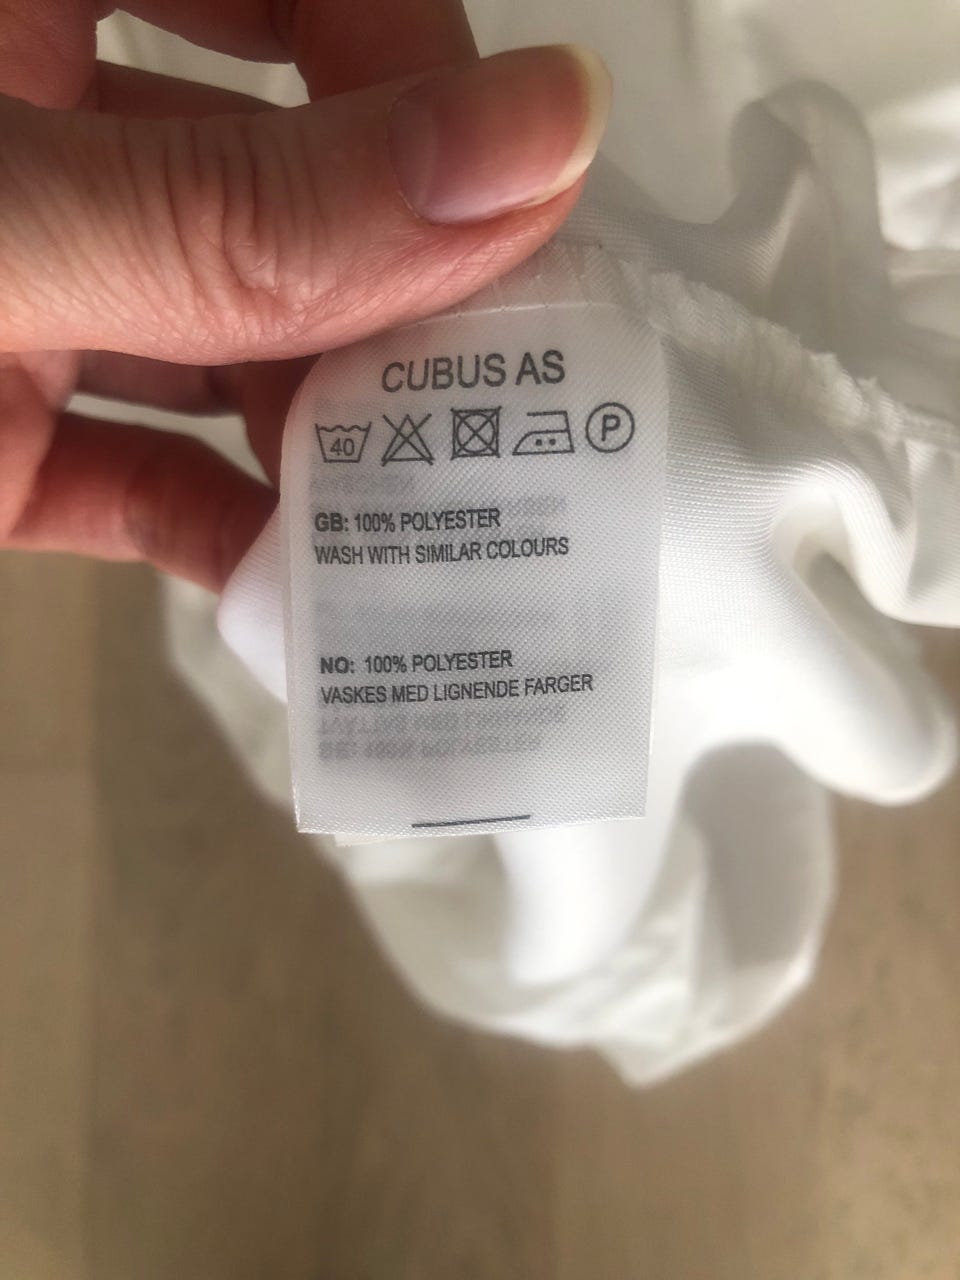 CUBUS AS
40 P
GB: 100% POLYESTER
WASH WITH SIMILAR COLOURS
NO: 100% POLYESTER
VASKES MED LIGNENDE FARGER